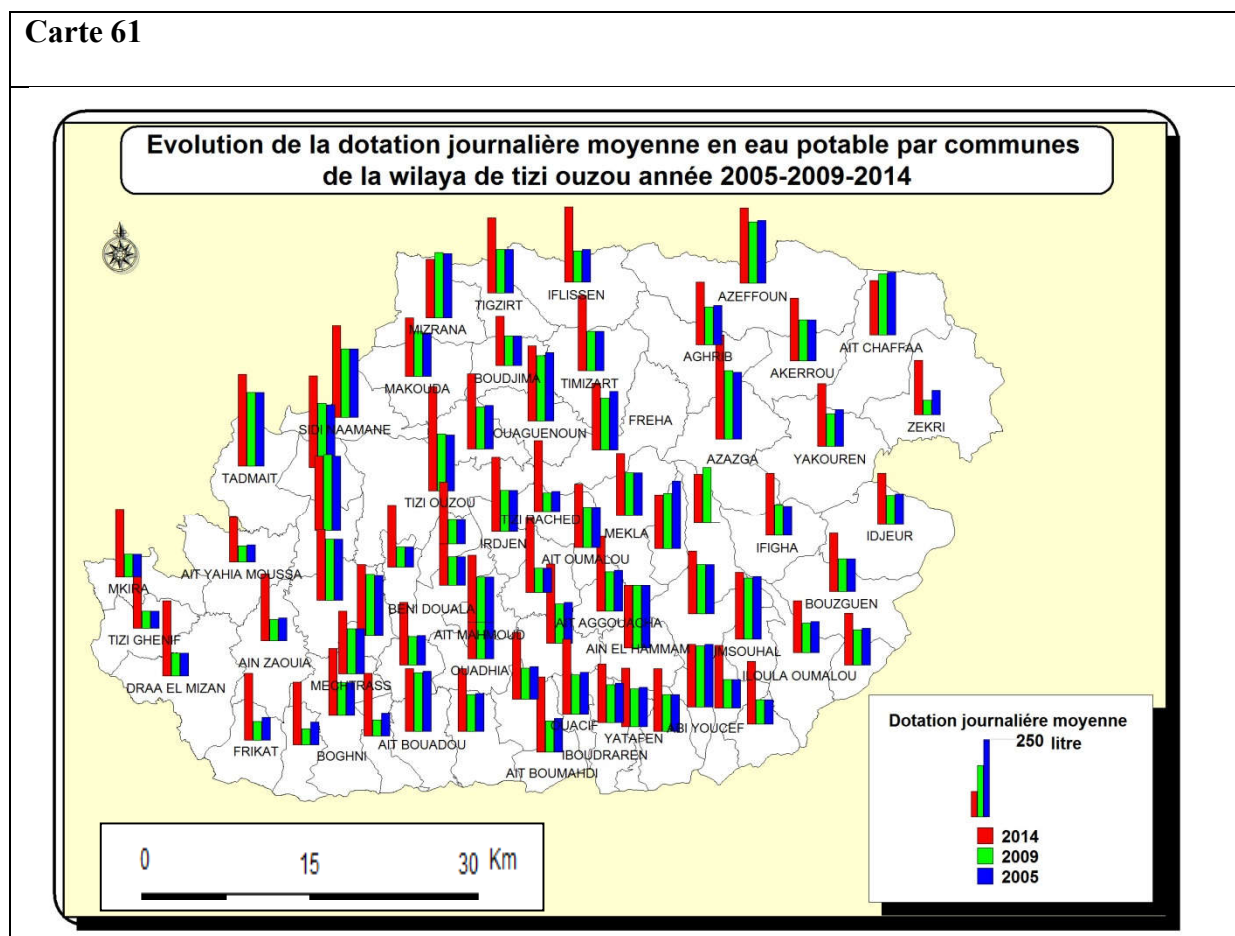 Carte 61
Evolution de la dotation journalière moyenne en eau potable par communes
de la wilaya de tizi ouzou année 2005-2009-2014
IFLISSEN
AZEFFOUN
TIGZIRT
MIZRANA
AIT CHAFFAA
AGHRIB
AKERROU
BOUDJIMA
TIMIZART
MAKOUDA
ZEKRI
FREHA
SIDI NAAMANE
OUAGUENOUN
AZAZGA
YAKOUREN
TADMAIT
TIZI OUZOU
TIZI RACHED
MEKLA
IDJEUR
IRDJEN
IFIGHA
AIT OUMALOU
AIT YAHIA MOUSSA
MKIRA
BOUZGUEN
BENI DOUALA
AIT AGGOUACHA
TIZI GHENIF
AIT MAHMOUD
AIN EL HAMMAM
IMSOUHAL
AIN ZAOUIA
OUADHIA
ILOULA OUMALOU
DRAA EL MIZAN
MECHTRASS
OUACIF
ABI YOUCEF
YATAFEN
FRIKAT
BOGHNI
AIT BOUADOU
IBOUDRAREN
AIT BOUMAHDI
Dotation journaliére moyenne
250 litre
2014
2009
2005
0 15 30 Km